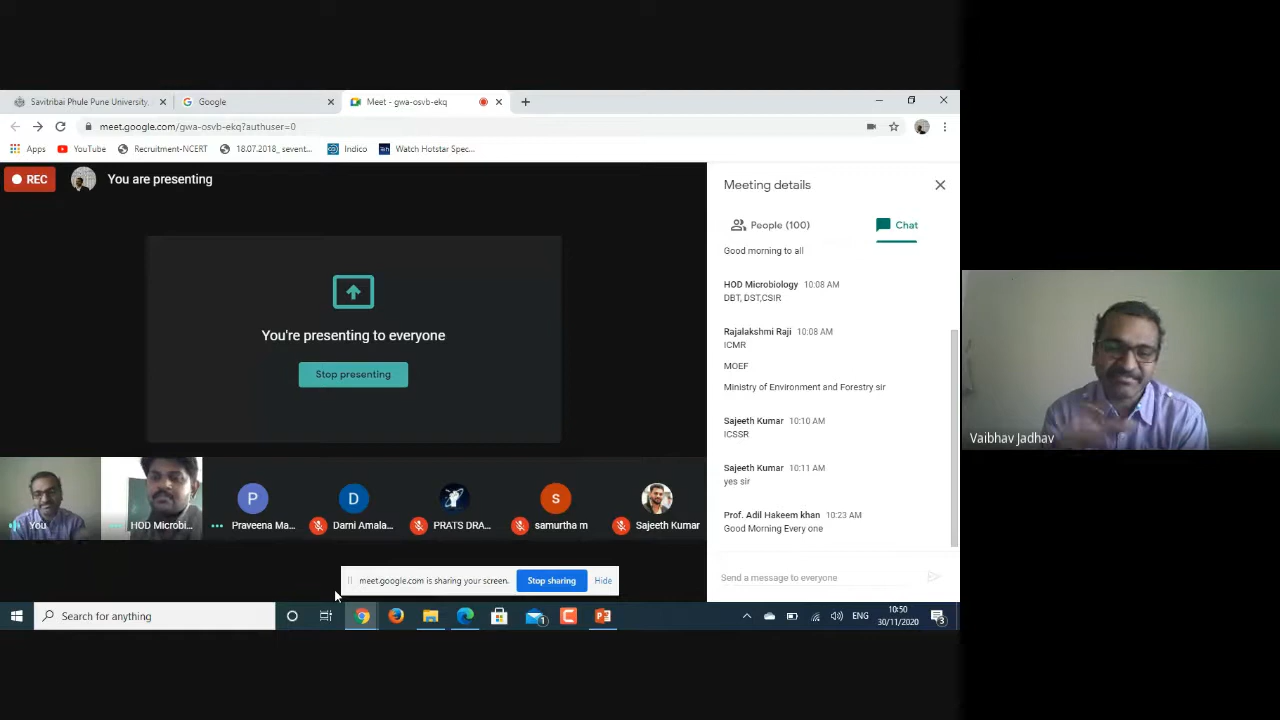 Savitribai Phule Pune University,
Google
Meet - gwa-osvb-ekq
meet.google.com/gwa-osvb-ekq?authuser=0
Apps
YouTube
Recruitment-NCERT
18.07.2018_ sevent...
Indico
Watch Hotstar Spec...
REC
You are presenting
Meeting details
People (100)
Chat
Good morning to all
HOD Microbiology 10:08 AM
DBT, DST,CSIR
Rajalakshmi Raji 10:08 AM
ICMR
MOEF
Ministry of Environment and Forestry sir
Sajeeth Kumar 10:10 AM
ICSSR
Sajeeth Kumar 10:11 AM
yes sir
Prof. Adil Hakeem khan 10:23 AM
Good Morning Every one
Send a message to everyone
You're presenting to everyone
Stop presenting
You
HOD Microbi...
P
Praveena Ma...
D
Darni Amala...
PRATS DRA...
s
samurtha m
Sajeeth Kumar
meet.google.com is sharing your screen.
Stop sharing
Hide
Search for anything
1
ENG
10:50
30/11/2020
3
Vaibhav Jadhav